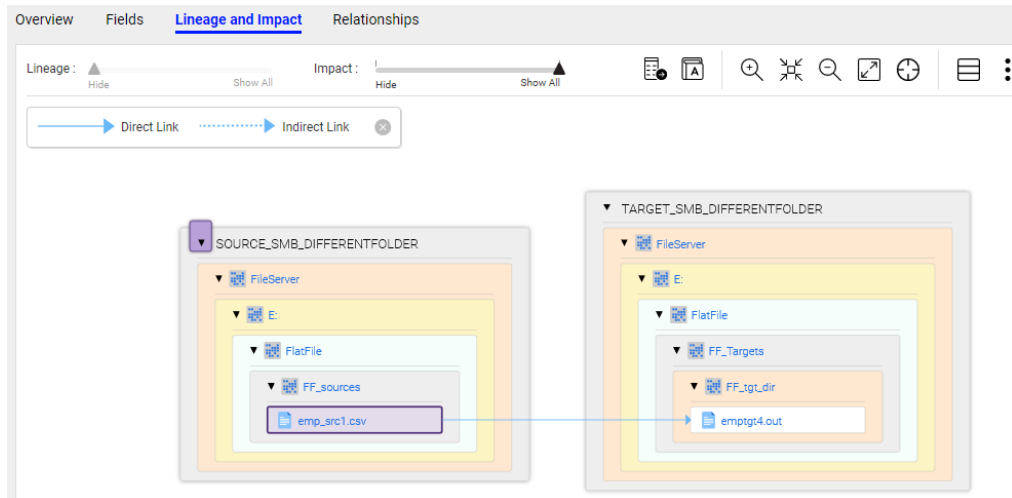 Overview Fields Lineage and Impact Relationships
Lineage : Hide Show All Impact : Hide Show All
A
Direct Link Indirect Link
SOURCE_SMB_DIFFERENTFOLDER
FileServer
E:
FlatFile
FF_sources
emp_src1.csv
TARGET_SMB_DIFFERENTFOLDER
FileServer
E:
FlatFile
FF_Targets
FF_tgt_dir
emptgt4.out